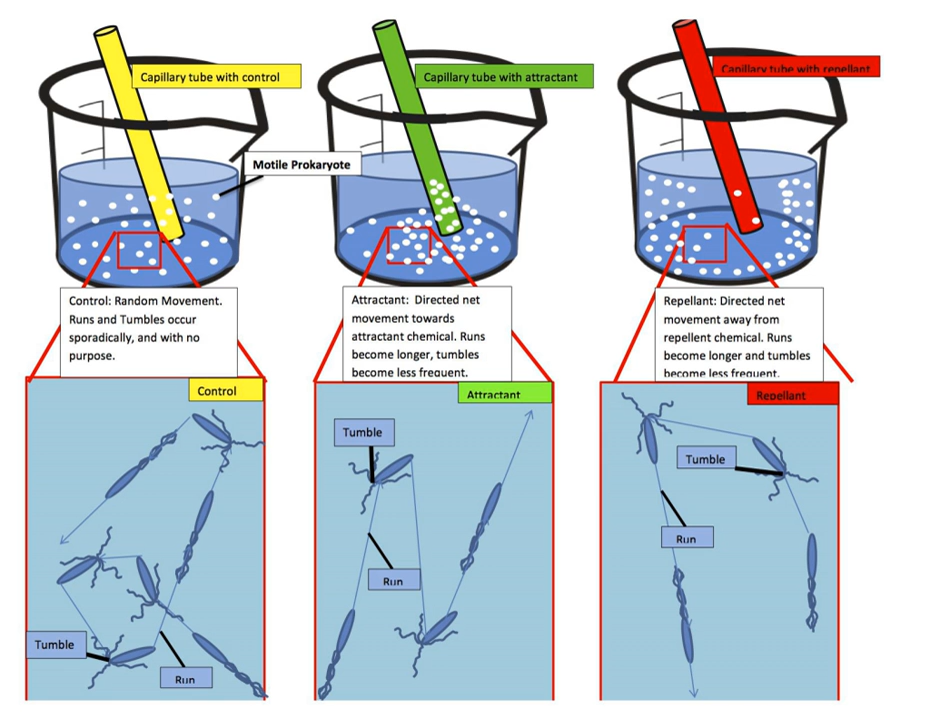 Capillary tube with control
Capillary tube with attractant
Capillary tube with repellant
Motile Prokaryote
Control: Random Movement.
Runs and Tumbles occur
sporadically, and with no
purpose.
Attractant: Directed net
movement towards
attractant chemical. Runs
become longer, tumbles
become less frequent.
Repellant: Directed net
movement away from
repellent chemical. Runs
become longer and tumbles
become less frequent.
Control
Attractant
Repellant
Tumble
Run
Tumble
Run
Tumble
Run